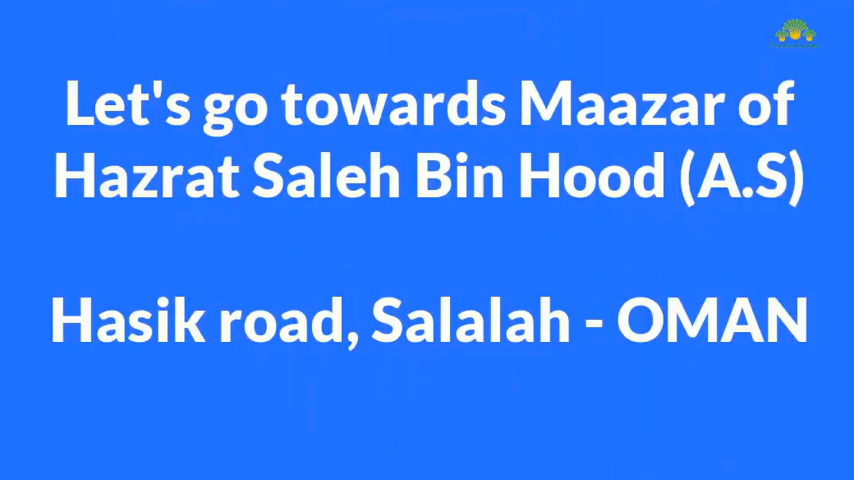 Let's go towards Maazar of
Hazrat Saleh Bin Hood (A.S)
Hasik road, Salalah - OMAN